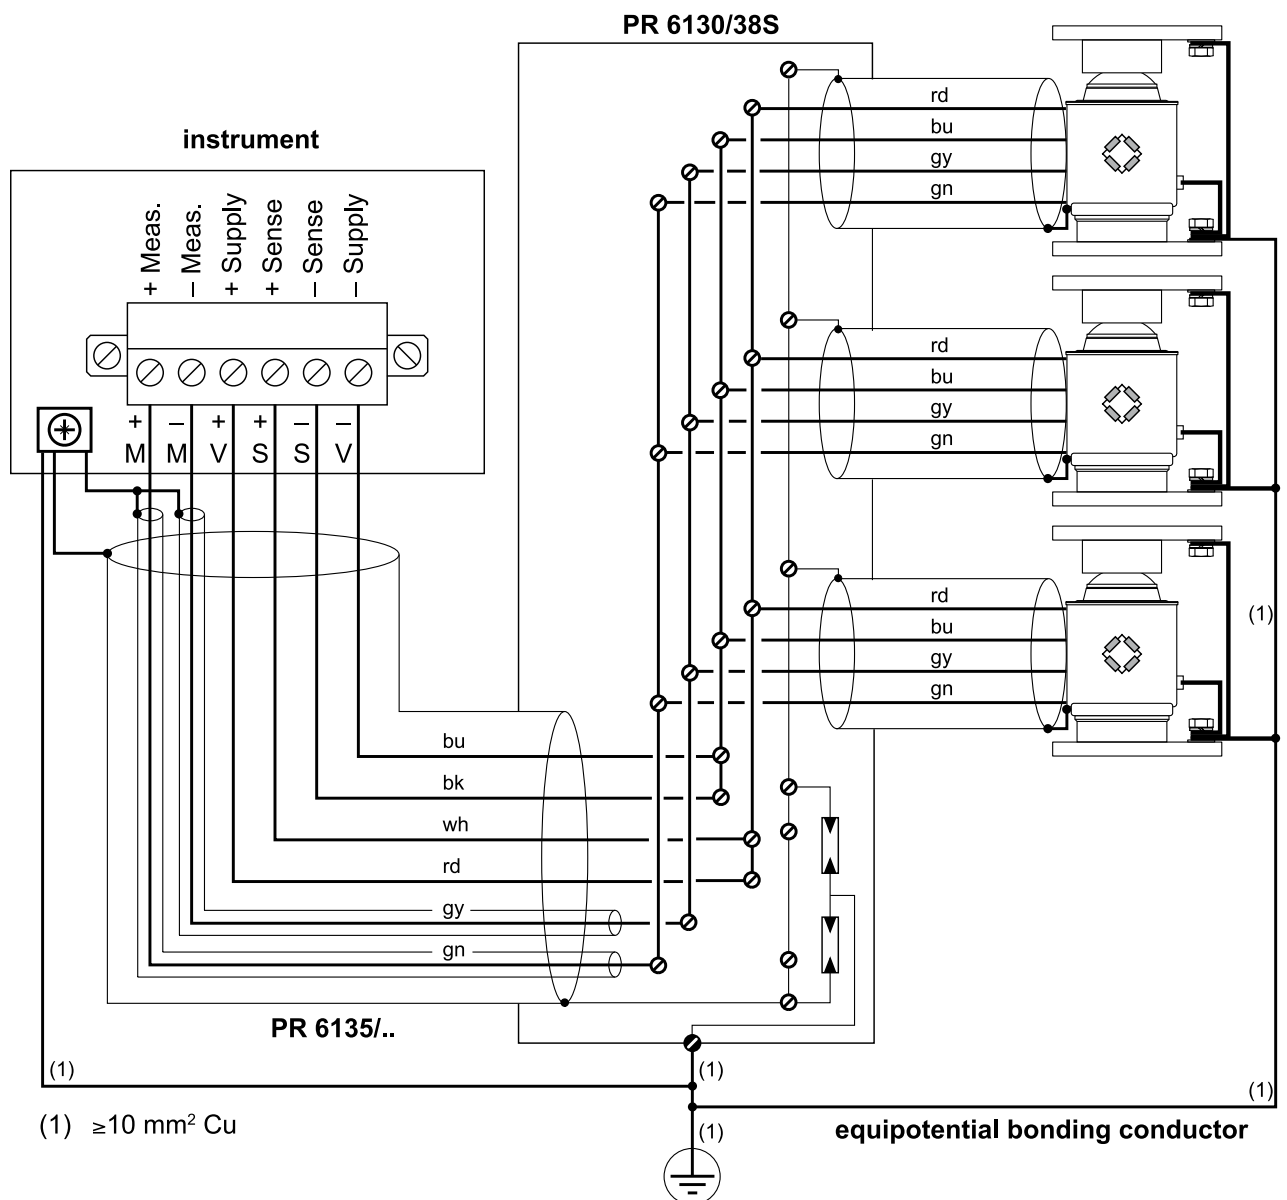 PR 6130/38S
instrument
+ Meas.
– Meas.
+ Supply
+ Sense
– Sense
– Supply
+ – + + – –
M M V S S V
rd
bu
gy
gn
rd
bu
gy
gn
rd
bu
gy
gn
(1)
bu
bk
wh
rd
gy
gn
PR 6135/..
(1)
(1)
(1)
(1) ≥10 mm² Cu
(1)
equipotential bonding conductor